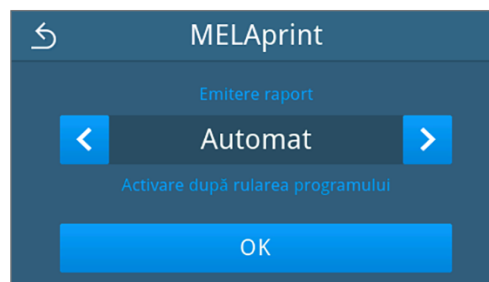 MELAprint
Emitere raport
Automat
Activare după rularea programului
OK